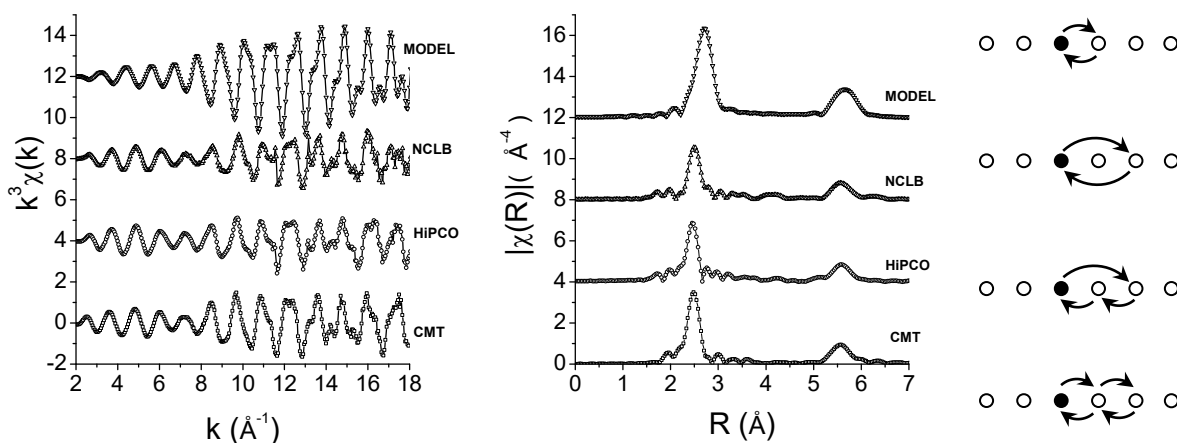 14
12
10
8
6
4
2
0
-2
k³χ(k)
MODEL
NCLB
HiPCO
CMT
2 4 6 8 10 12 14 16 18
k (Å⁻¹)
16
14
12
10
8
6
4
2
0
|χ(R)|( Å⁻⁴)
MODEL
NCLB
HiPCO
CMT
0 1 2 3 4 5 6 7
R (Å)